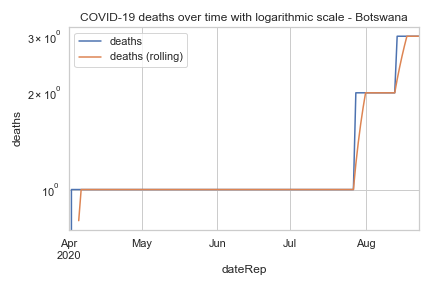 COVID-19 deaths over time with logarithmic scale - Botswana
deaths
deaths (rolling)
3 × 10⁰
2 × 10⁰
10⁰
deaths
Apr
2020
May
Jun
Jul
Aug
dateRep